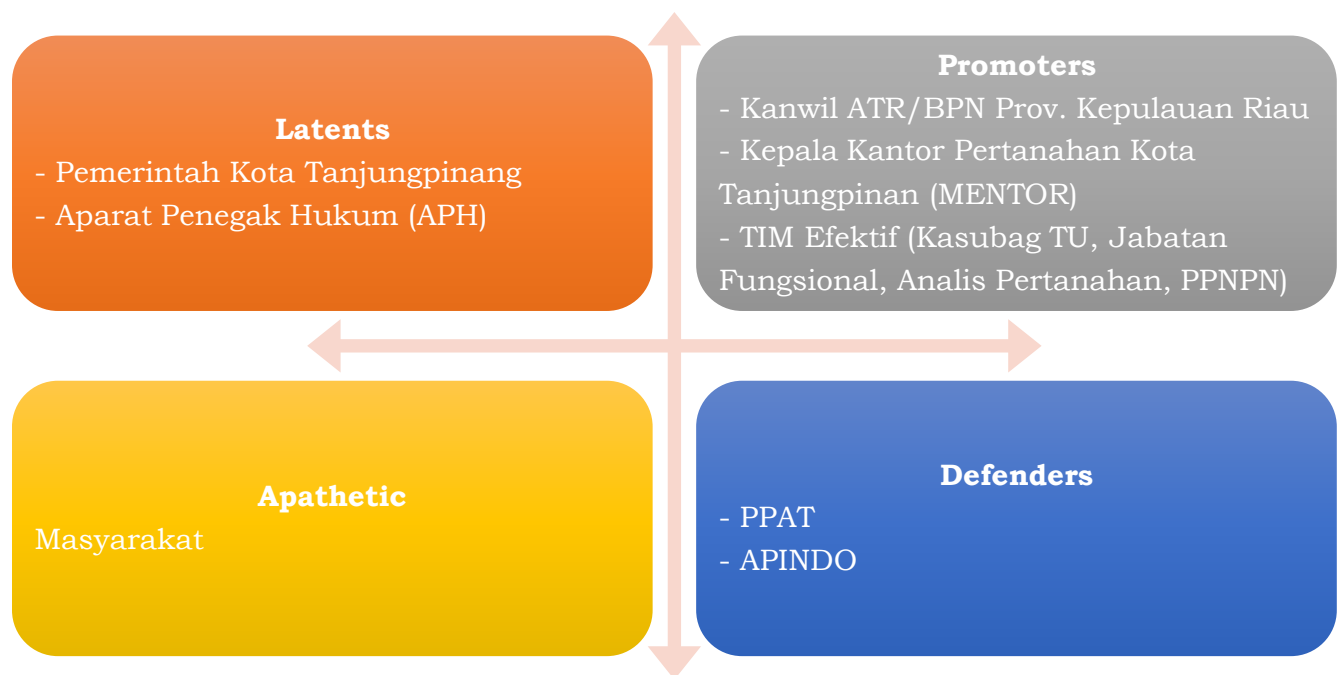 Latents
- Pemerintah Kota Tanjungpinang
- Aparat Penegak Hukum (APH)
Promoters
- Kanwil ATR/BPN Prov. Kepulauan Riau
- Kepala Kantor Pertanahan Kota
Tanjungpinan (MENTOR)
- TIM Efektif (Kasubag TU, Jabatan
Fungsional, Analis Pertanahan, PPNPN)
Apathetic
Masyarakat
Defenders
- PPAT
- APINDO